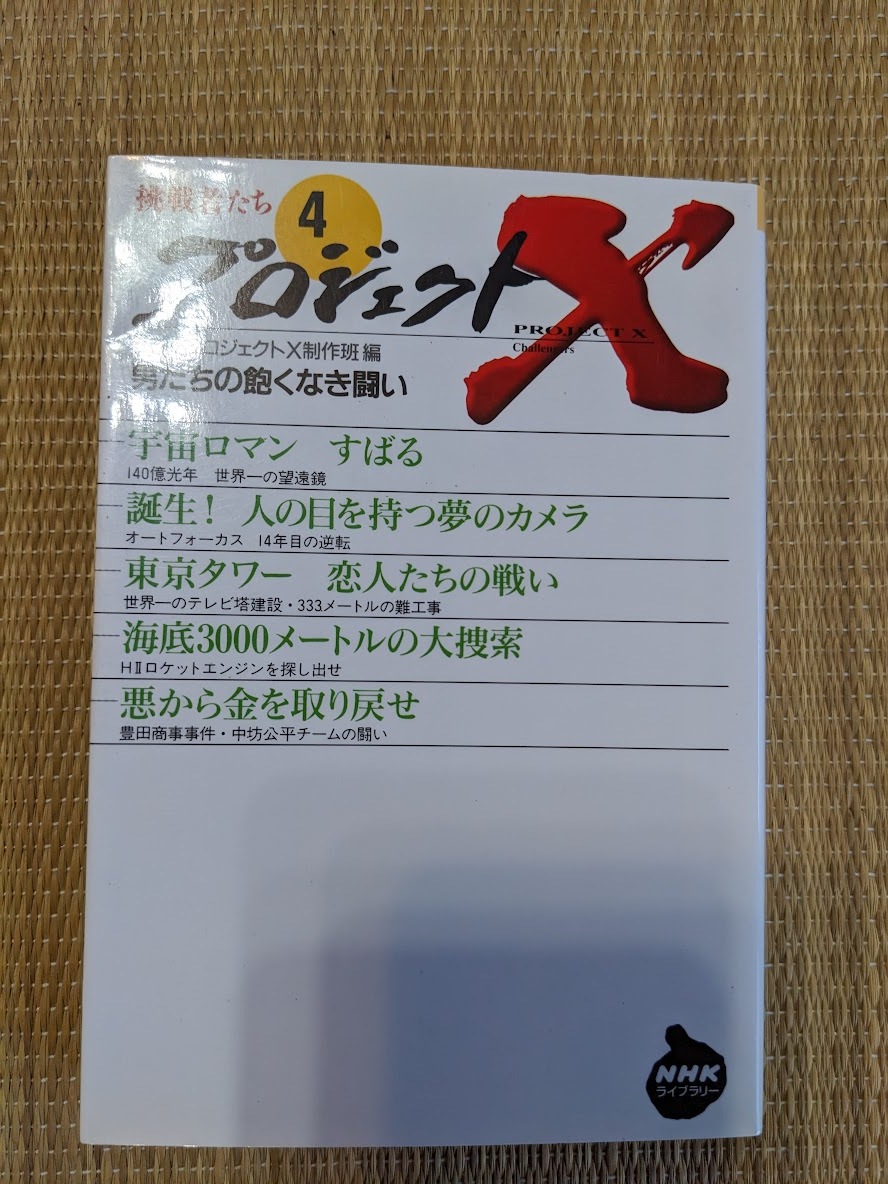 挑戦者たち
4
プロジェクトX
PROJECT X
Challengers
ロジェクトX制作班 編
男たちの飽くなき闘い
宇宙ロマン すばる
140億光年 世界一の望遠鏡
誕生! 人の目を持つ夢のカメラ
オートフォーカス 14年目の逆転
東京タワー 恋人たちの戦い
世界一のテレビ塔建設・333メートルの難工事
海底3000メートルの大捜索
HⅡロケットエンジンを探し出せ
悪から金を取り戻せ
豊田商事事件・中坊公平チームの闘い
NHK
ライブラリー